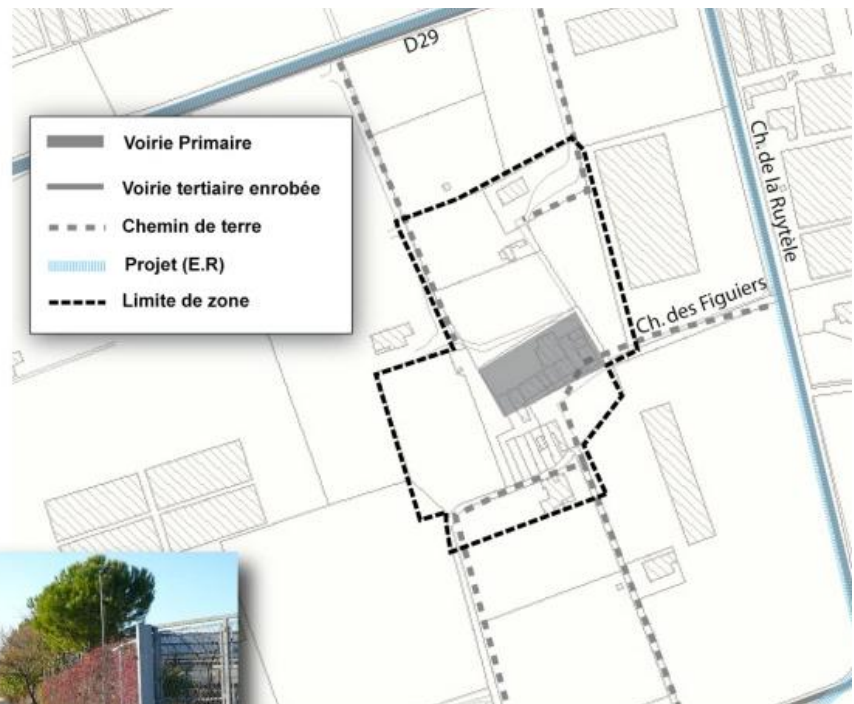 D29
Voirie Primaire
Voirie tertiaire enrobée
Chemin de terre
Projet (E.R)
Limite de zone
Ch. de la Ruytèle
Ch. des Figuiers